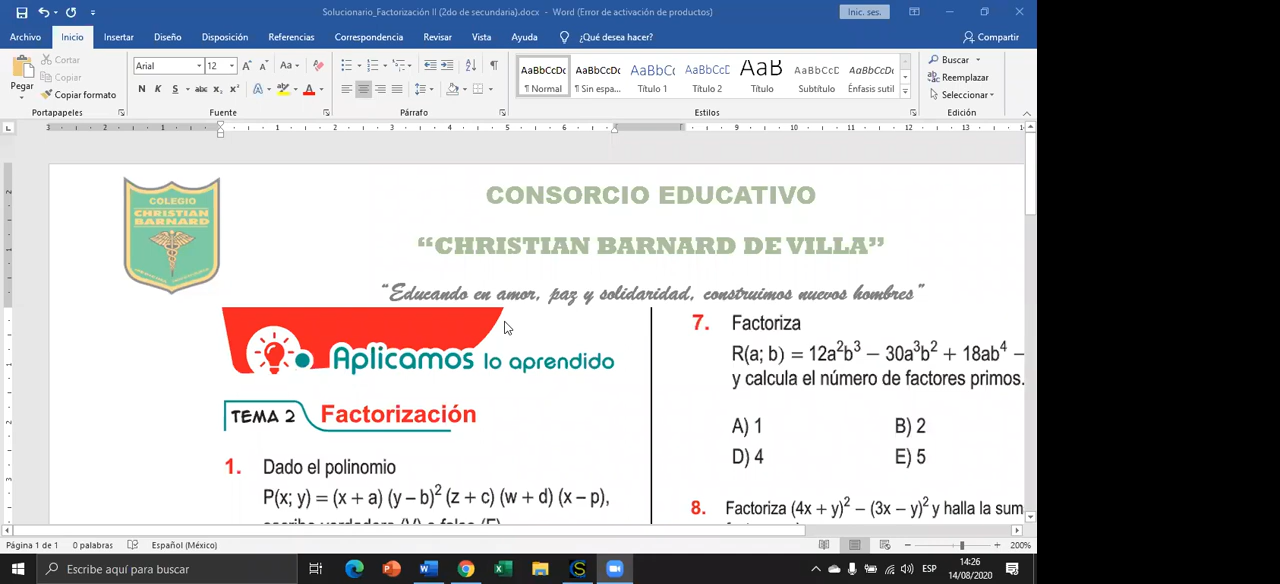 Solucionario_Factorización II (2do de secundaria).docx - Word (Error de activación de productos)
Inic. ses.
Archivo Inicio Insertar Diseño Disposición Referencias Correspondencia Revisar Vista Ayuda ¿Qué desea hacer? Compartir
Pegar
Cortar
Copiar
Copiar formato
Portapapeles
Arial 12
N K S abc x₂ x²
Fuente
Párrafo
AaBbCcDc AaBbCcDc AaBbC AaBbCcD AaB AaBbCcD AaBbCcDc
¶ Normal ¶ Sin espa... Título 1 Título 2 Título Subtítulo Énfasis sutil
Estilos
Buscar
Reemplazar
Seleccionar
Edición
COLEGIO
CHRISTIAN
BARNARD
CONSORCIO EDUCATIVO
“CHRISTIAN BARNARD DE VILLA”
“Educando en amor, paz y solidaridad, construimos nuevos hombres”
Aplicamos lo aprendido
TEMA 2 Factorización
1. Dado el polinomio
P(x; y) = (x + a) (y – b)² (z + c) (w + d) (x – p),
7. Factoriza
R(a; b) = 12a²b³ – 30a³b² + 18ab⁴ –
y calcula el número de factores primos.
A) 1 B) 2
D) 4 E) 5
8. Factoriza (4x + y)² – (3x – y)² y halla la sum
Página 1 de 1 0 palabras Español (México) 200%
Escribe aquí para buscar
ESP
14:26
14/08/2020